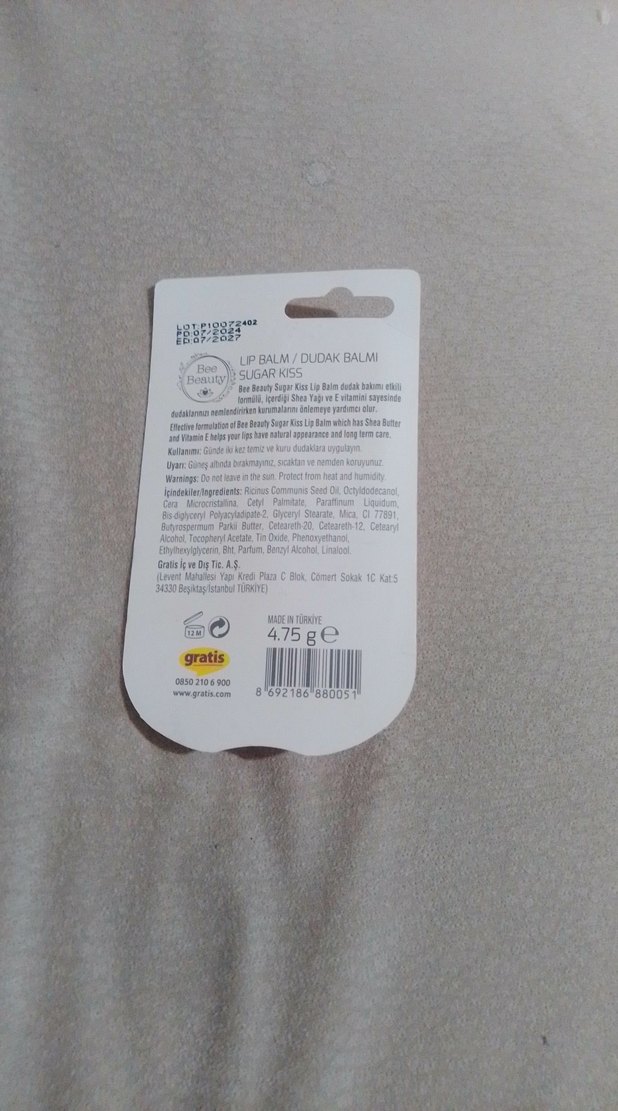 LOT:P10072402
PD:07/2024
ED:07/2027
Bee
Beauty
LIP BALM / DUDAK BALMI
SUGAR KISS
Bee Beauty Sugar Kiss Lip Balm dudak bakımı etkili
formülü, içerdiği Shea Yağı ve E vitamini sayesinde
dudaklarınızı nemlendirirken kurumalarını önlemeye yardımcı olur.
Effective formulation of Bee Beauty Sugar Kiss Lip Balm which has Shea Butter
and Vitamin E helps your lips have natural appearance and long term care.
Kullanımı: Günde iki kez temiz ve kuru dudaklara uygulayın.
Uyarı: Güneş altında bırakmayınız, sıcaktan ve nemden koruyunuz.
Warnings: Do not leave in the sun. Protect from heat and humidity.
İçindekiler/Ingredients: Ricinus Communis Seed Oil, Octyldodecanol,
Cera Microcristallina, Cetyl Palmitate, Paraffinum Liquidum,
Bis-diglyceryl Polyacyladipate-2, Glyceryl Stearate, Mica, CI 77891,
Butyrospermum Parkii Butter, Ceteareth-20, Ceteareth-12, Cetearyl
Alcohol, Tocopheryl Acetate, Tin Oxide, Phenoxyethanol,
Ethylhexylglycerin, Bht, Parfum, Benzyl Alcohol, Linalool.
Gratis İç ve Dış Tic. A.Ş.
(Levent Mahallesi Yapı Kredi Plaza C Blok, Cömert Sokak 1C Kat:5
34330 Beşiktaş/İstanbul TÜRKİYE)
12 M
MADE IN TÜRKİYE
4.75 g e
gratis
0850 210 6 900
www.gratis.com
8 692186 880051